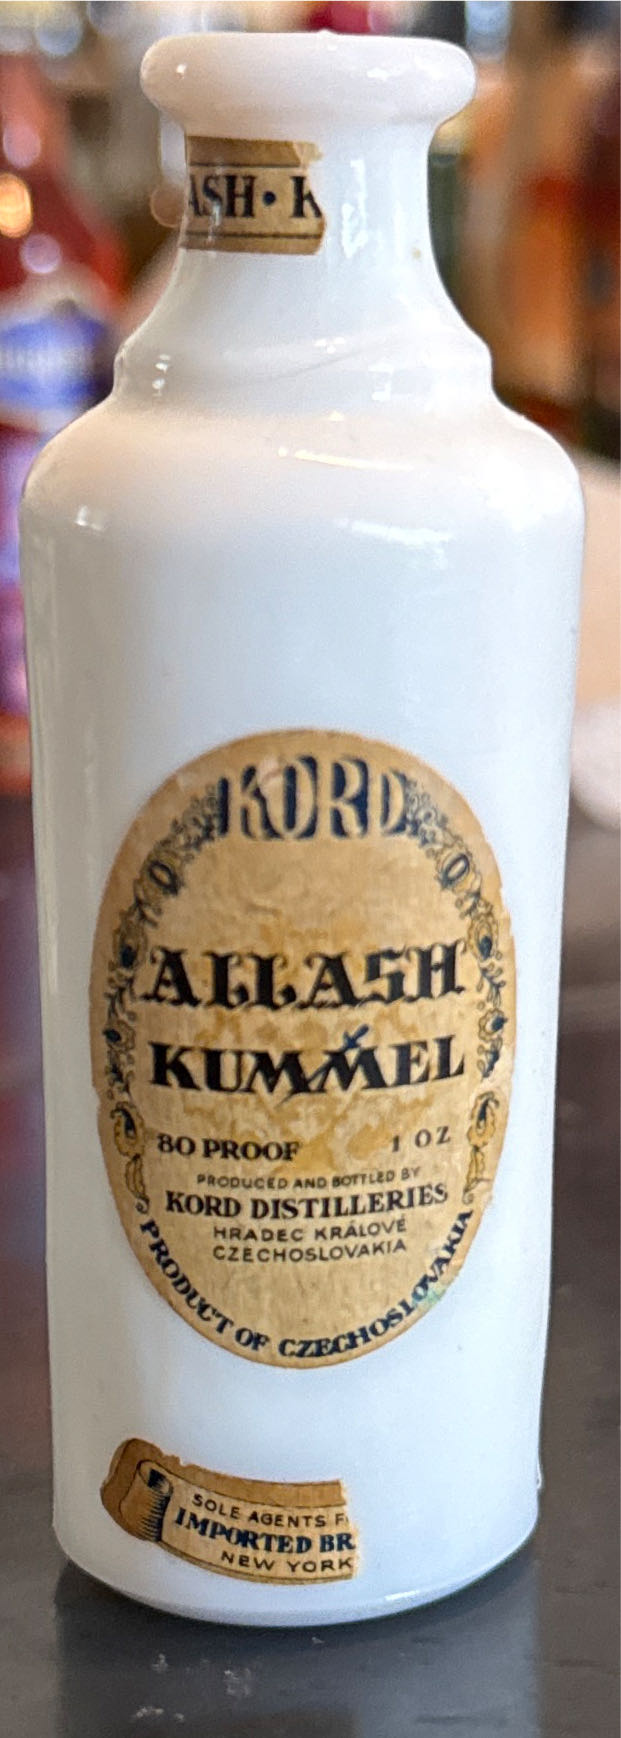 ASH • K
KORD
ALLASH
KUMMEL
80 PROOF 1 OZ
PRODUCED AND BOTTLED BY
KORD DISTILLERIES
HRADEC KRÁLOVÉ
CZECHOSLOVAKIA
PRODUCT OF CZECHOSLOVAKIA
SOLE AGENTS F
IMPORTED BR
NEW YORK